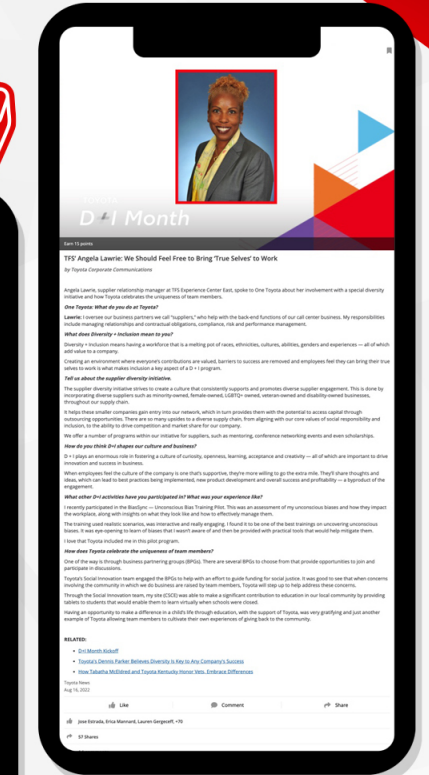 D+I Month
Earn 15 points
TFS' Angela Lawrie: We Should Feel Free to Bring 'True Selves' to Work
by Toyota Corporate Communications
Angela Lawrie, supplier relationship manager at TFS Experience Center East, spoke to One Toyota about her involvement with a special diversity
initiative and how Toyota celebrates the uniqueness of team members.
One Toyota: What do you do at Toyota?
Lawrie: I oversee our business partners we call "suppliers," who help with the back-end functions of our call center business. My responsibilities
include managing relationships and contractual obligations, compliance, risk and performance management.
What does Diversity + Inclusion mean to you?
Diversity + Inclusion means having a workforce that is a melting pot of races, ethnicities, cultures, abilities, genders and experiences — all of which
add value to a company.
Creating an environment where everyone's contributions are valued, barriers to success are removed and employees feel they can bring their true
selves to work is what makes inclusion a key aspect of a D + I program.
Tell us about the supplier diversity initiative.
The supplier diversity initiative serves to create a culture that consistently supports and promotes diverse supplier engagement. This is done by
incorporating diverse suppliers such as minority-owned, female-owned, LGBTQ+ owned, veteran-owned and disability-owned businesses,
throughout our supply chain.
It helps these smaller companies gain entry into our network, which in turn provides them with the potential to access capital through
outsourcing opportunities. There are so many upsides to a diverse supply chain, from aligning with our core values of social responsibility and
inclusion, to the ability to drive competition and market share for our company.
We offer a number of programs within our initiative for suppliers, such as mentoring, conference networking events and even scholarships.
How do you think D+I shapes our culture and business?
D + I plays an enormous role in fostering a culture of curiosity, openness, learning, acceptance and creativity — all of which are important to drive
innovation and success in business.
When employees feel the culture of the company is one that's supportive, they're more willing to go the extra mile. They'll share thoughts and
ideas, which can lead to best practices being implemented, new product development and overall success and profitability — a byproduct of the
engagement.
What other D+I activities have you participated in? What was your experience like?
I recently participated in the BiasSync — Unconscious Bias Training Pilot. This was an assessment of my unconscious biases and how they impact
the workplace, along with insights on what they look like and how to effectively manage them.
The training used realistic scenarios, was interactive and really engaging. I found it to be one of the best trainings on uncovering unconscious
biases. It was eye-opening to learn of biases that I wasn't aware of and then be provided with practical tools that would help mitigate them.
I love that Toyota included me in this pilot program.
How does Toyota celebrate the uniqueness of team members?
One of the way is through business partnering groups (BPGs). There are several BPGs to choose from that provide opportunities to join and
participate in discussions.
Toyota's Social Innovation team engaged the BPGs to help with an effort to guide funding for social justice. It was good to see that when concerns
involving the community in which we do business are raised by team members, Toyota will step up to help address these concerns.
Through the Social Innovation team, my site (CSCE) was able to make a significant contribution to education in our local community by providing
tablets to students that would enable them to learn virtually when schools were closed.
Having an opportunity to make a difference in a child's life through education, with the support of Toyota, was very gratifying and just another
example of Toyota allowing team members to cultivate their own experiences of giving back to the community.
RELATED:
D+I Month Kickoff
Toyota's Dennis Parker Believes Diversity Is Key to Any Company's Success
How Tabatha McEldred and Toyota Kentucky Honor Vets, Embrace Differences
Toyota News
Aug 16, 2022
Like Comment Share
Jose Estrada, Erica Mannard, Lauren Gergeceff, +70
57 Shares